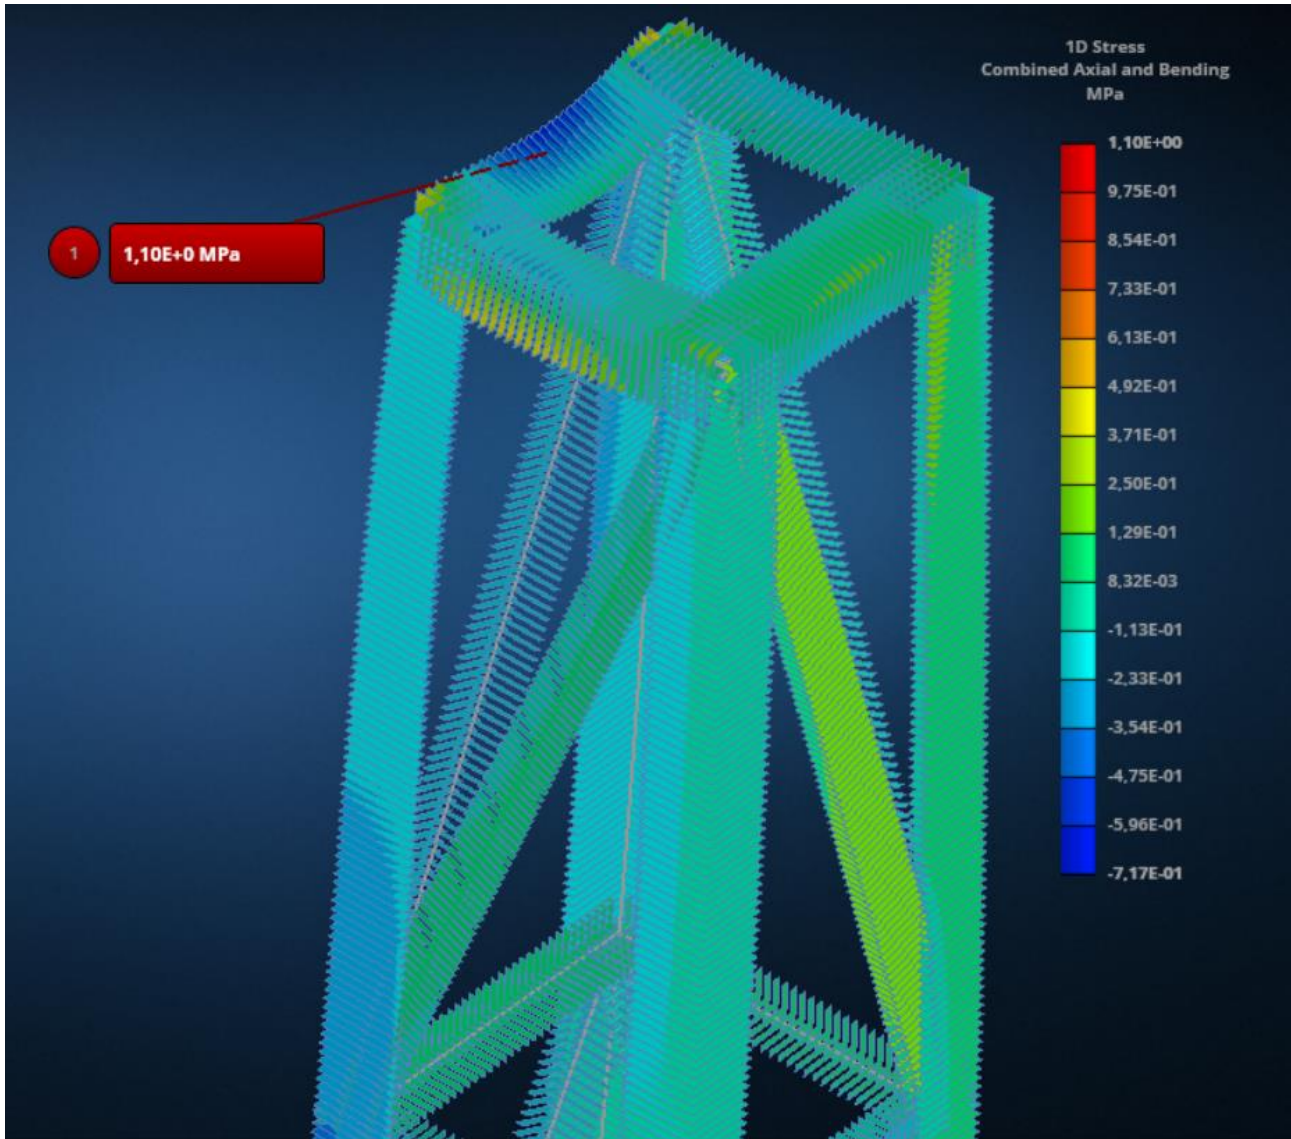 1D Stress
Combined Axial and Bending
MPa
1,10E+00
9,75E-01
8,54E-01
7,33E-01
6,13E-01
4,92E-01
3,71E-01
2,50E-01
1,29E-01
8,32E-03
-1,13E-01
-2,33E-01
-3,54E-01
-4,75E-01
-5,96E-01
-7,17E-01
1
1,10E+0 MPa